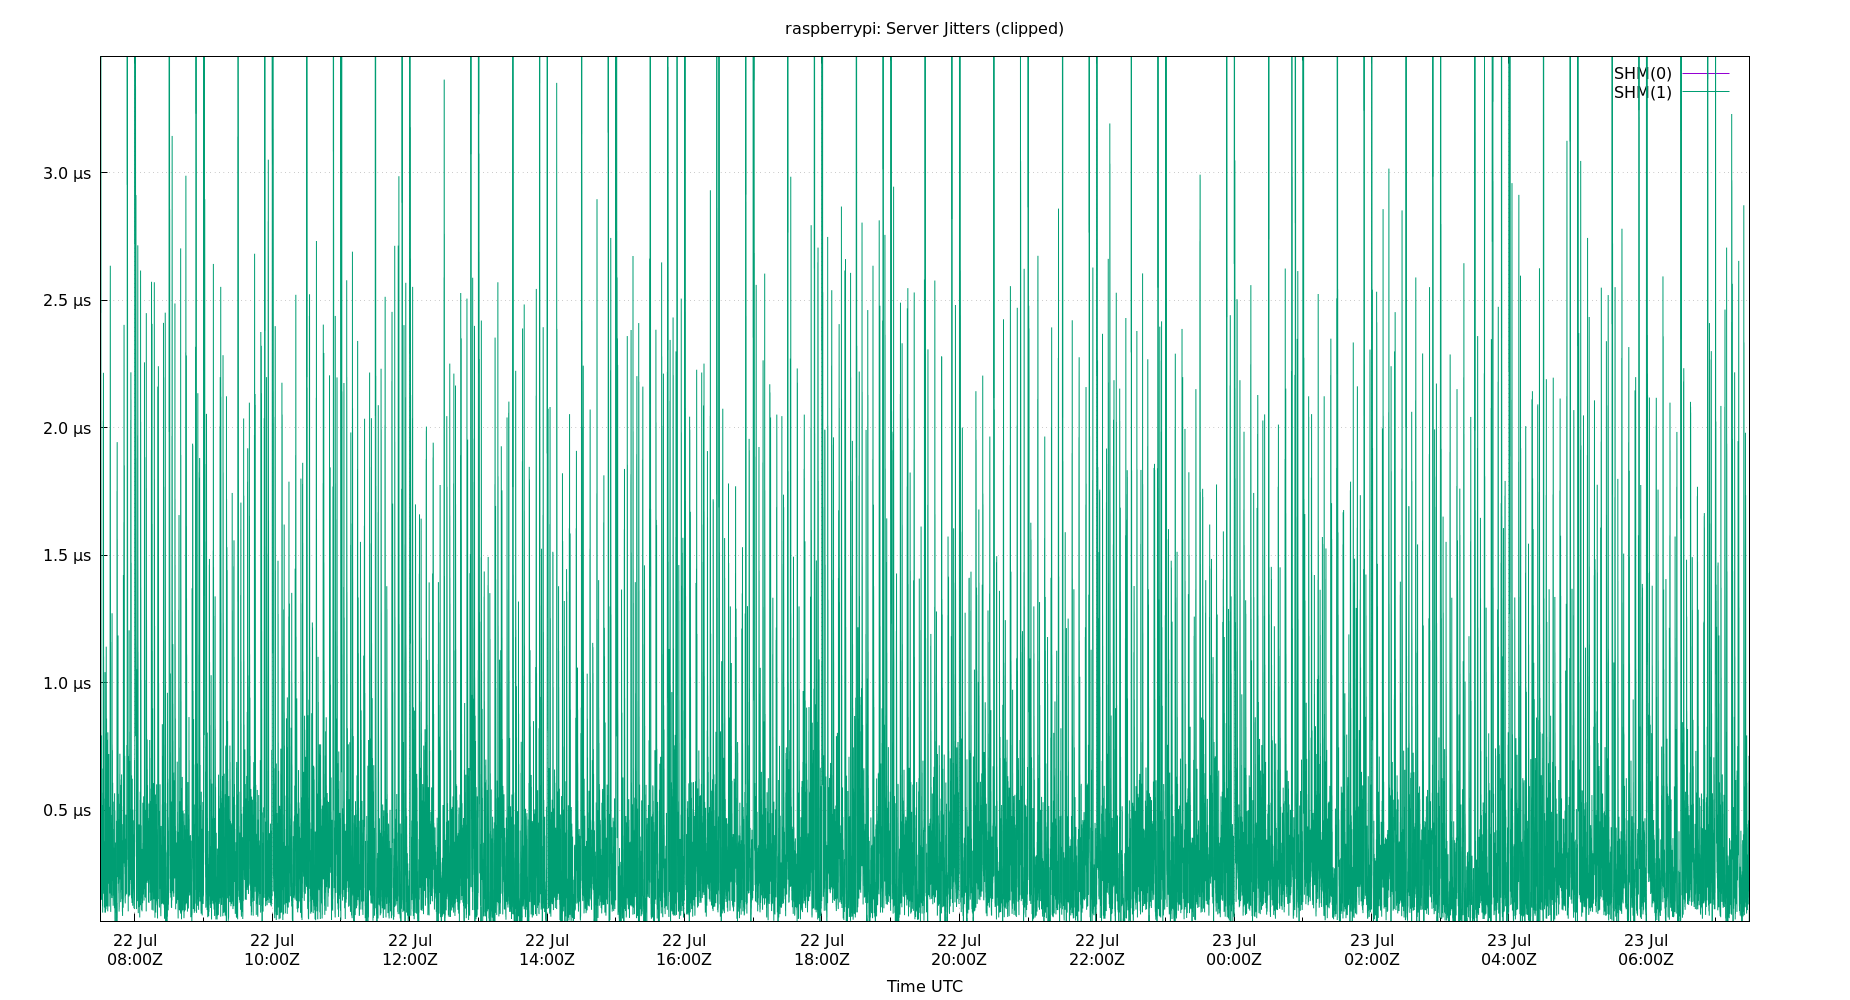 raspberrypi: Server Jitters (clipped)
SHM(0)
SHM(1)
3.0 µs
2.5 µs
2.0 µs
1.5 µs
1.0 µs
0.5 µs
22 Jul 22 Jul 22 Jul 22 Jul 22 Jul 22 Jul 22 Jul 22 Jul 23 Jul 23 Jul 23 Jul 23 Jul
08:00Z 10:00Z 12:00Z 14:00Z 16:00Z 18:00Z 20:00Z 22:00Z 00:00Z 02:00Z 04:00Z 06:00Z
Time UTC